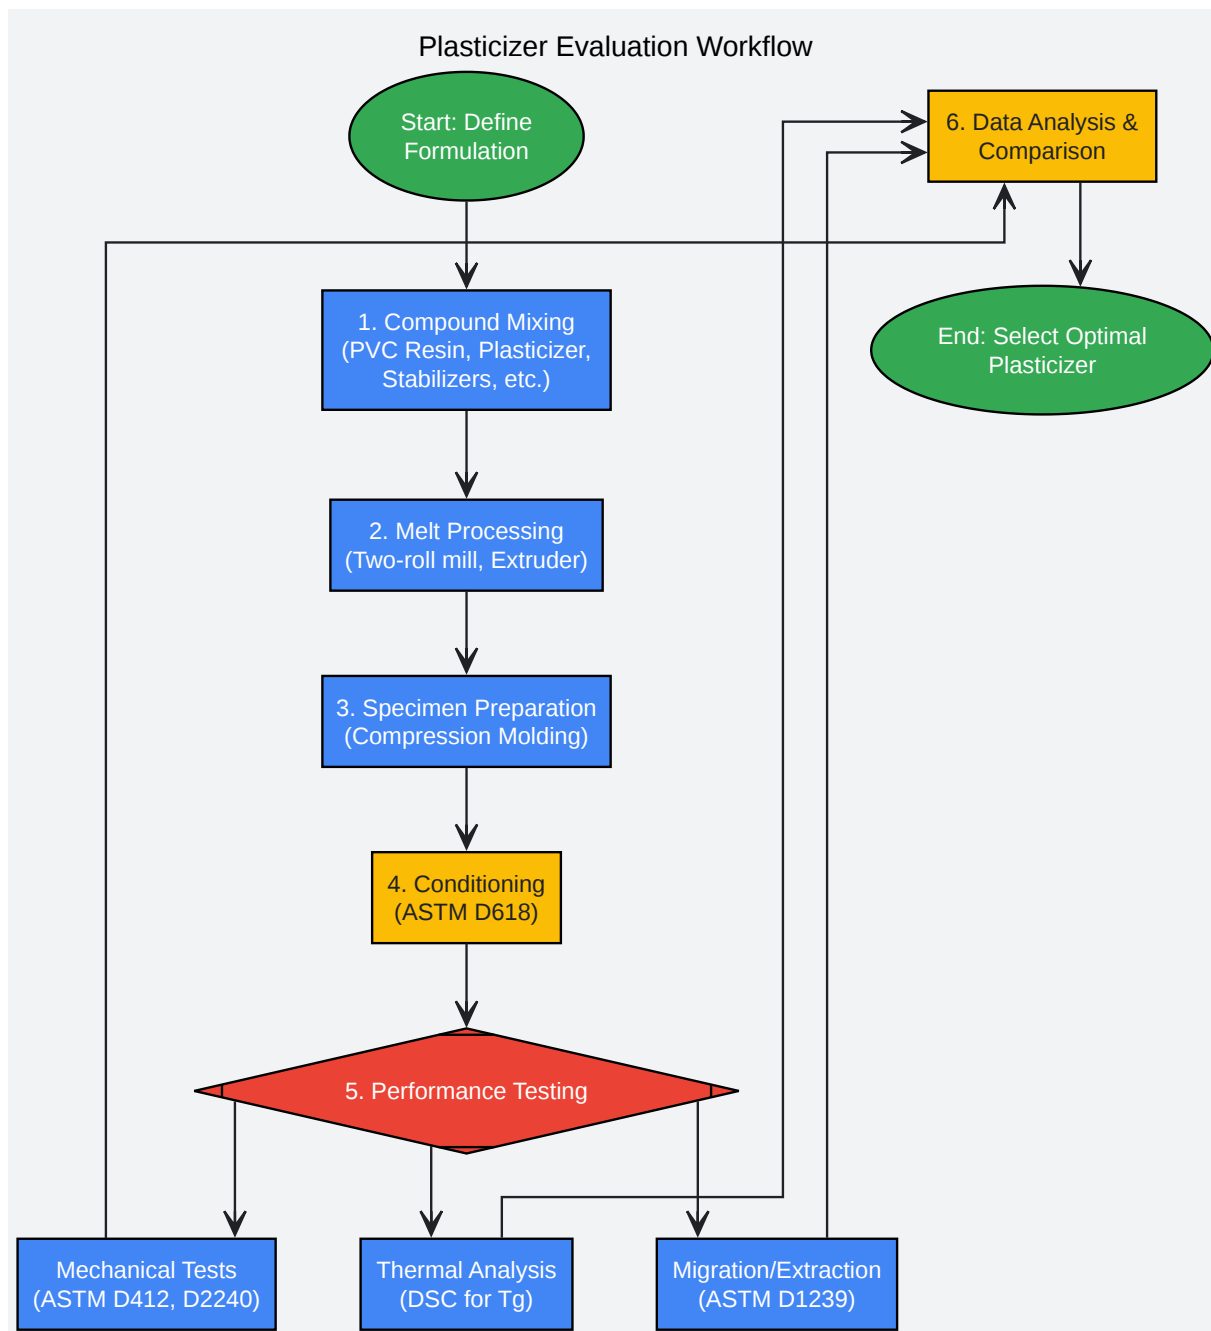 Plasticizer Evaluation Workflow
Start: Define
Formulation
6. Data Analysis &
Comparison
1. Compound Mixing
(PVC Resin, Plasticizer,
Stabilizers, etc.)
End: Select Optimal
Plasticizer
2. Melt Processing
(Two-roll mill, Extruder)
3. Specimen Preparation
(Compression Molding)
4. Conditioning
(ASTM D618)
5. Performance Testing
Mechanical Tests
(ASTM D412, D2240)
Thermal Analysis
(DSC for Tg)
Migration/Extraction
(ASTM D1239)